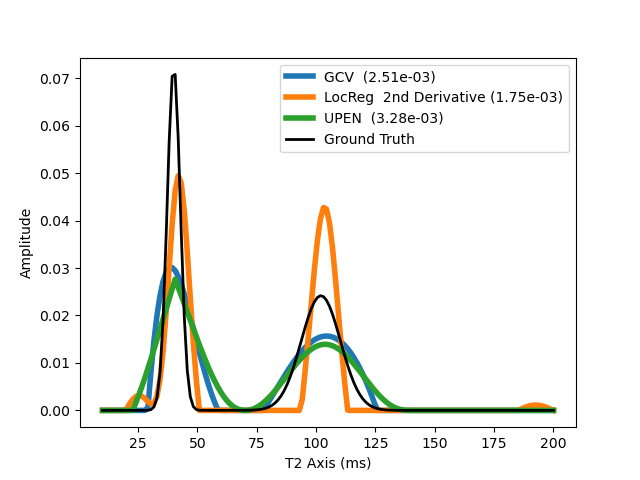 GCV (2.51e-03)
LocReg 2nd Derivative (1.75e-03)
UPEN (3.28e-03)
Ground Truth
0.07
0.06
0.05
0.04
0.03
0.02
0.01
0.00
Amplitude
25 50 75 100 125 150 175 200
T2 Axis (ms)